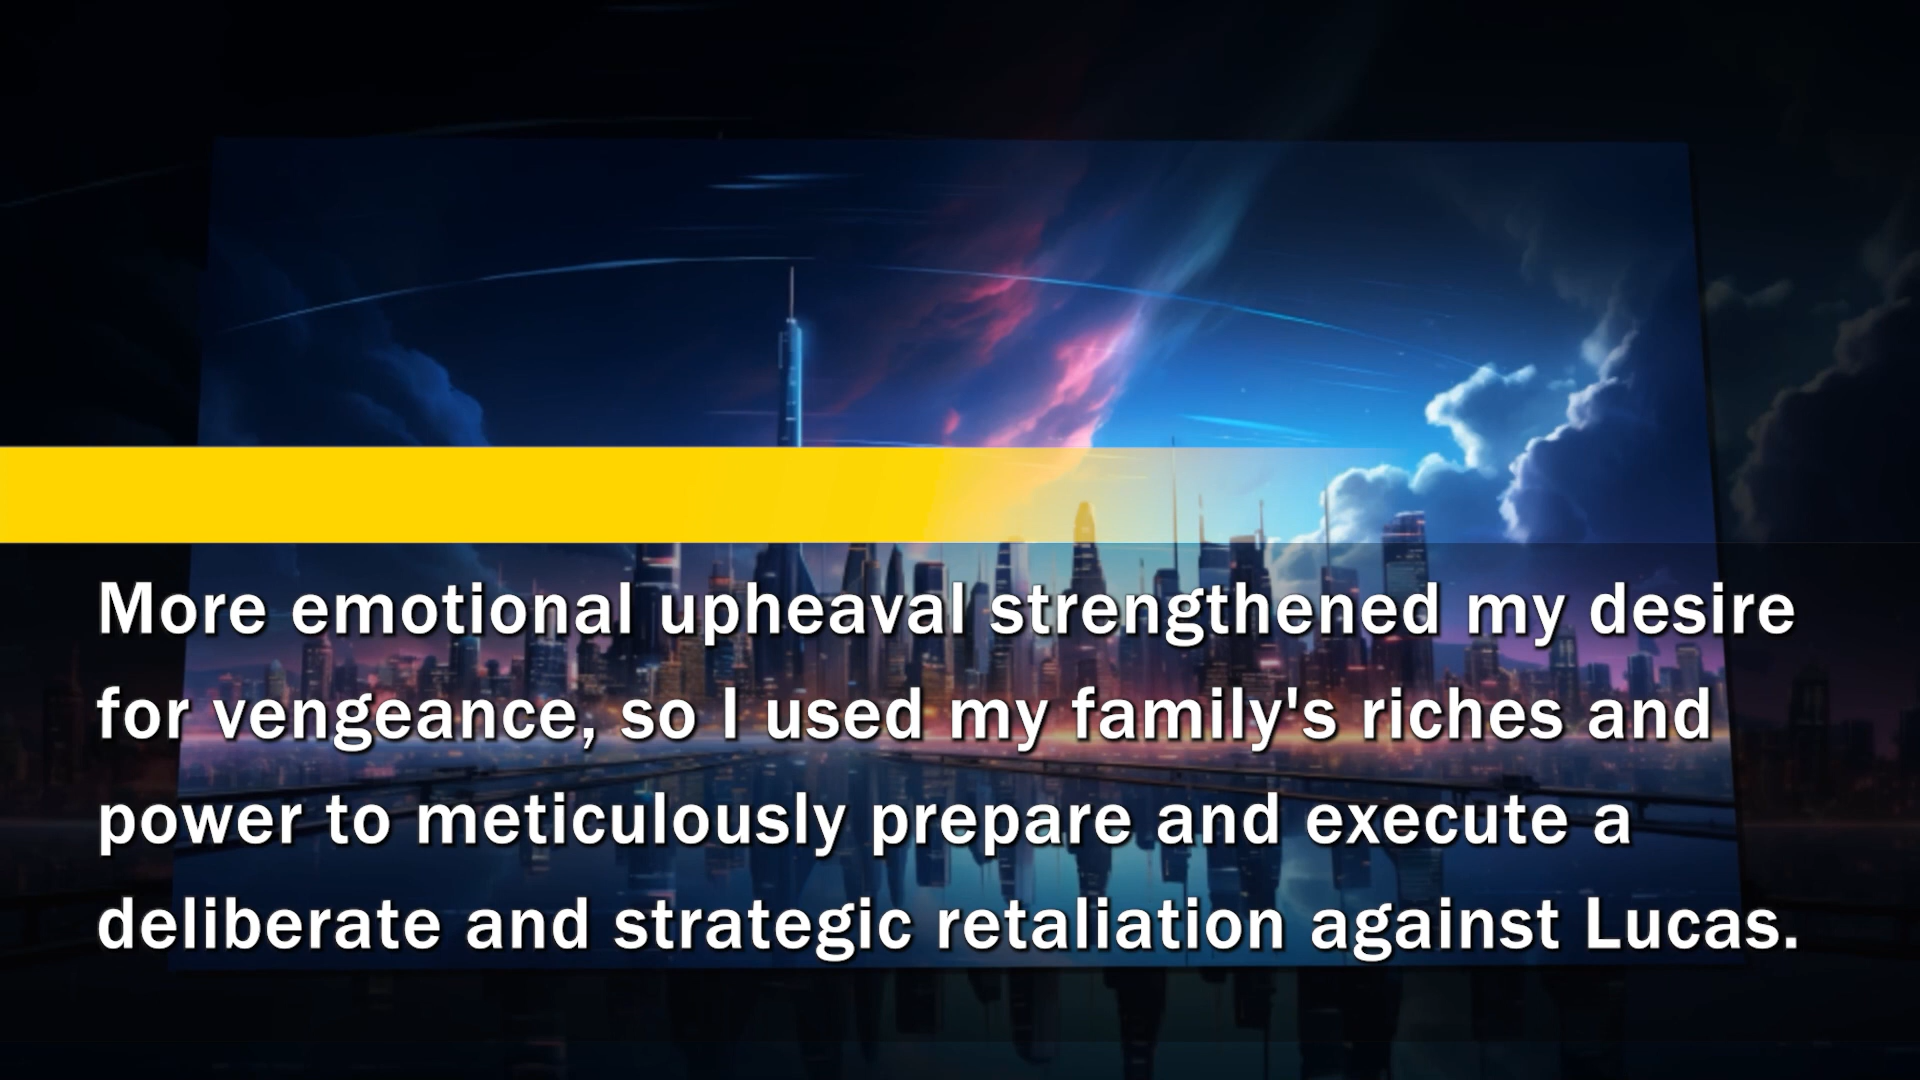 More emotional upheaval strengthened my desire
for vengeance, so I used my family's riches and
power to meticulously prepare and execute a
deliberate and strategic retaliation against Lucas.